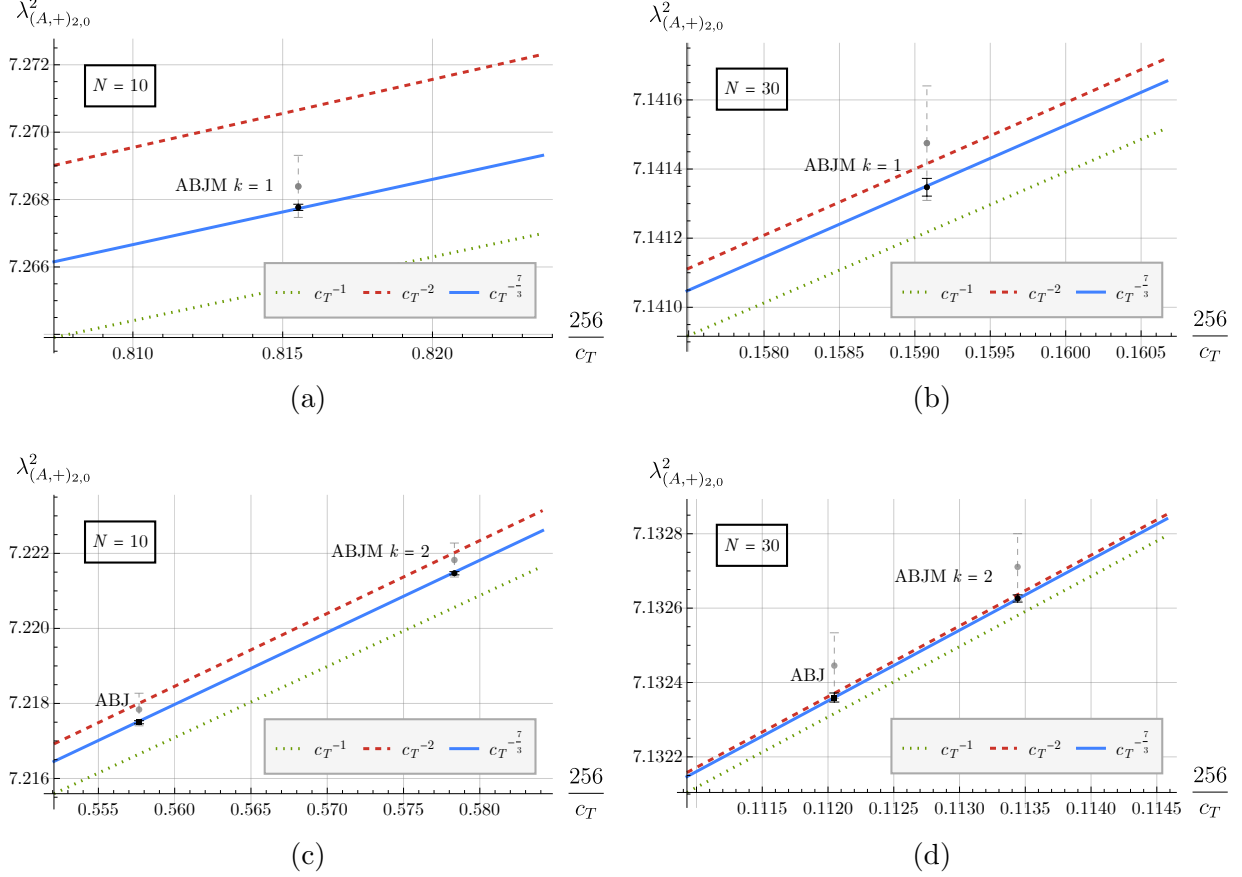 λ²_{(A,+)_{2,0}}
7.272
7.270
7.268
7.266
N = 10
ABJM k = 1
c_T^{-1} c_T^{-2} c_T^{-7/3}
0.810 0.815 0.820
256/c_T
(a)
λ²_{(A,+)_{2,0}}
7.1416
7.1414
7.1412
7.1410
N = 30
ABJM k = 1
c_T^{-1} c_T^{-2} c_T^{-7/3}
0.1580 0.1585 0.1590 0.1595 0.1600 0.1605
256/c_T
(b)
λ²_{(A,+)_{2,0}}
7.222
7.220
7.218
7.216
N = 10
ABJM k = 2
ABJ
c_T^{-1} c_T^{-2} c_T^{-7/3}
0.555 0.560 0.565 0.570 0.575 0.580
256/c_T
(c)
λ²_{(A,+)_{2,0}}
7.1328
7.1326
7.1324
7.1322
N = 30
ABJM k = 2
ABJ
c_T^{-1} c_T^{-2} c_T^{-7/3}
0.1115 0.1120 0.1125 0.1130 0.1135 0.1140 0.1145
256/c_T
(d)